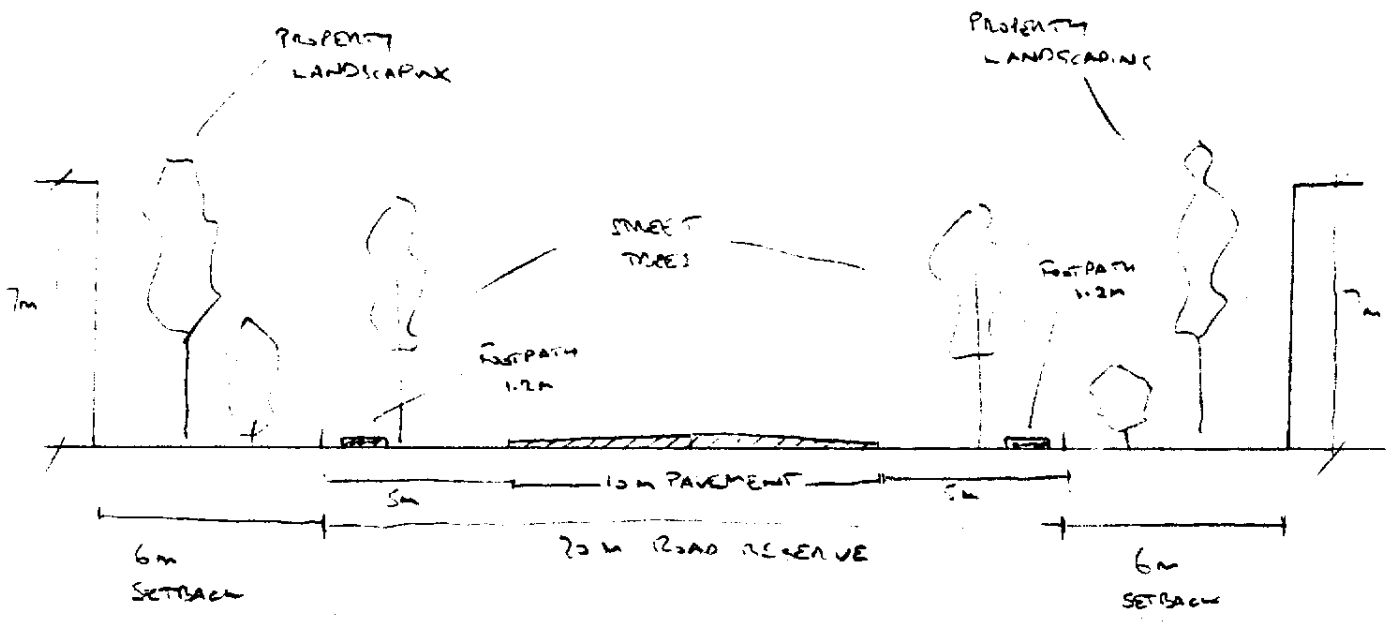 PROPERTY
LANDSCAPING
PROPERTY
LANDSCAPING
STREET
TREES
FOOTPATH
1.2m
7m
7m
FOOTPATH
1.2m
5m
10m PAVEMENT
5m
6m
SETBACK
20m ROAD RESERVE
6m
SETBACK